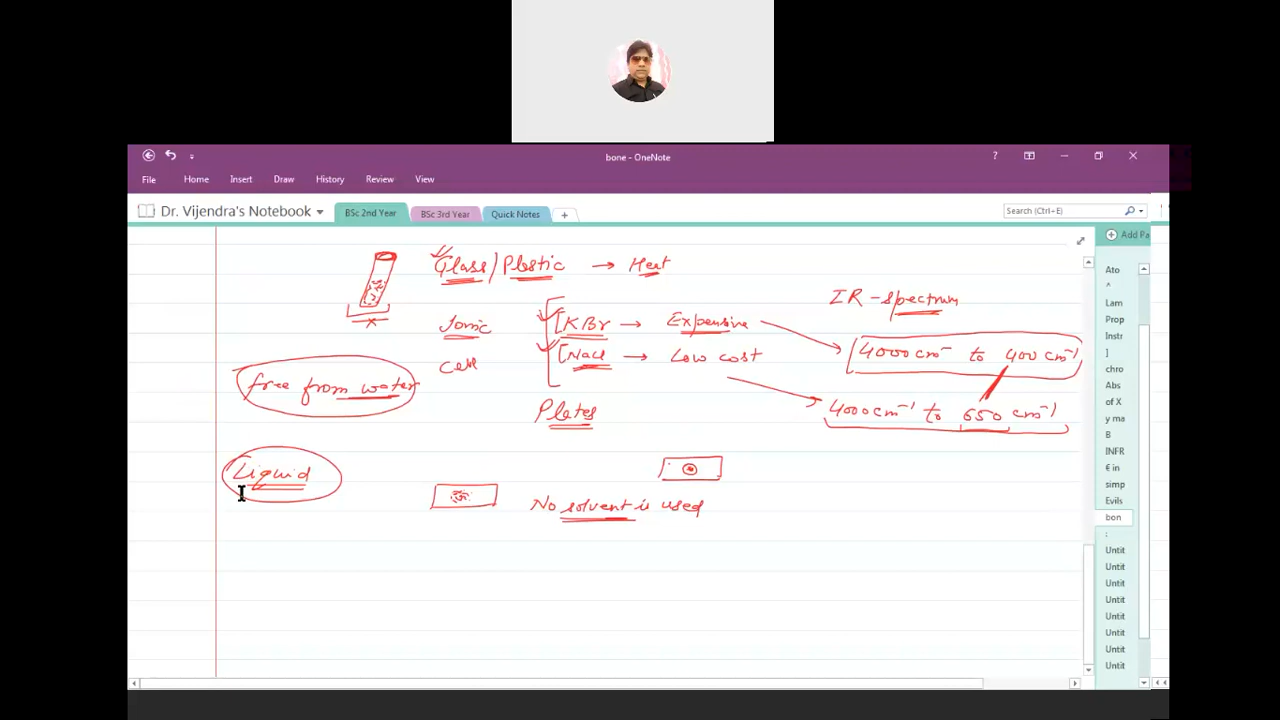 bone - OneNote
?
File Home Insert Draw History Review View
Dr. Vijendra's Notebook BSc 2nd Year BSc 3rd Year Quick Notes + Search (Ctrl+E)
Add Pa
Glass/Plastic → Heat
IR-spectrum
Ionic KBr → Expensive 4000 cm⁻ to 400 cm⁻¹
Cell NaCl → Low cost
free from water
Plates 4000 cm⁻¹ to 650 cm⁻¹
Liquid
No solvent is used
Ato
^
Lam
Prop
Instr
]
chro
Abs
of X
y ma
B
INFR
€ in
simp
Evils
bon
:
Untit
Untit
Untit
Untit
Untit
Untit
Untit
Untit